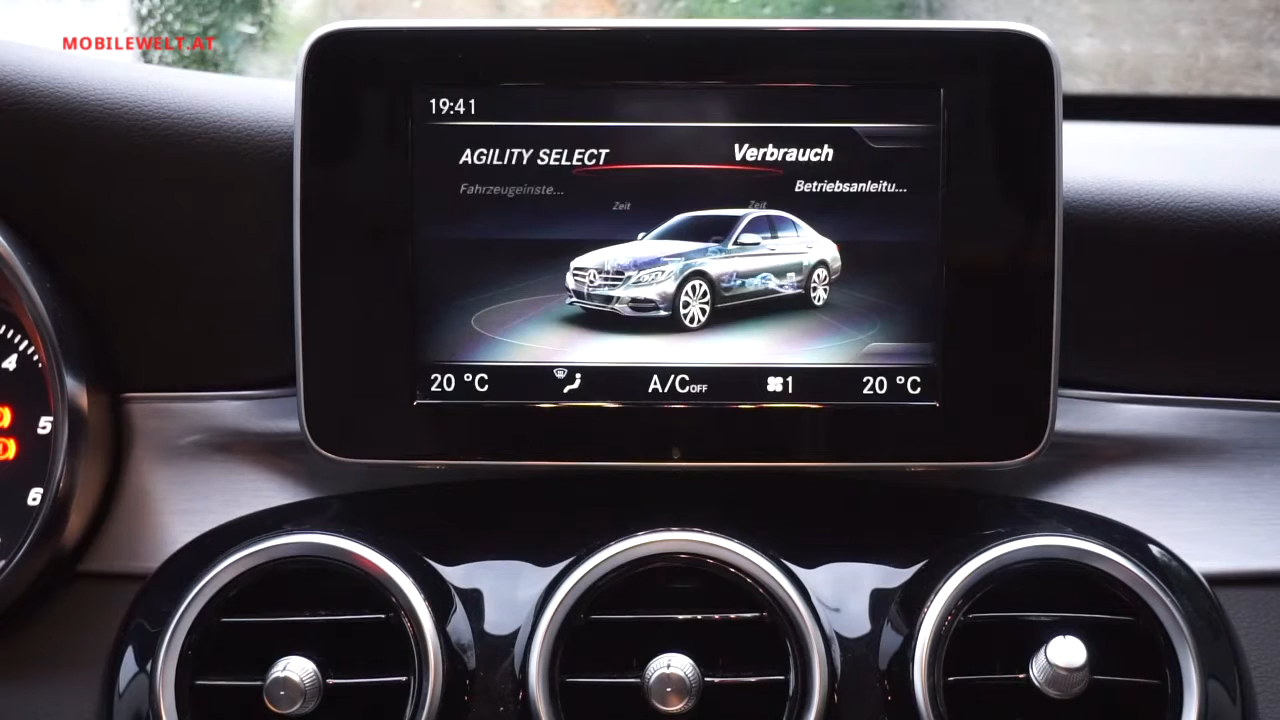 MOBILEWELT.AT
19:41
AGILITY SELECT
Verbrauch
Fahrzeugeinste...
Betriebsanleitu...
Zeit
Zeit
20 °C
A/COFF
1
20 °C
4
5
6